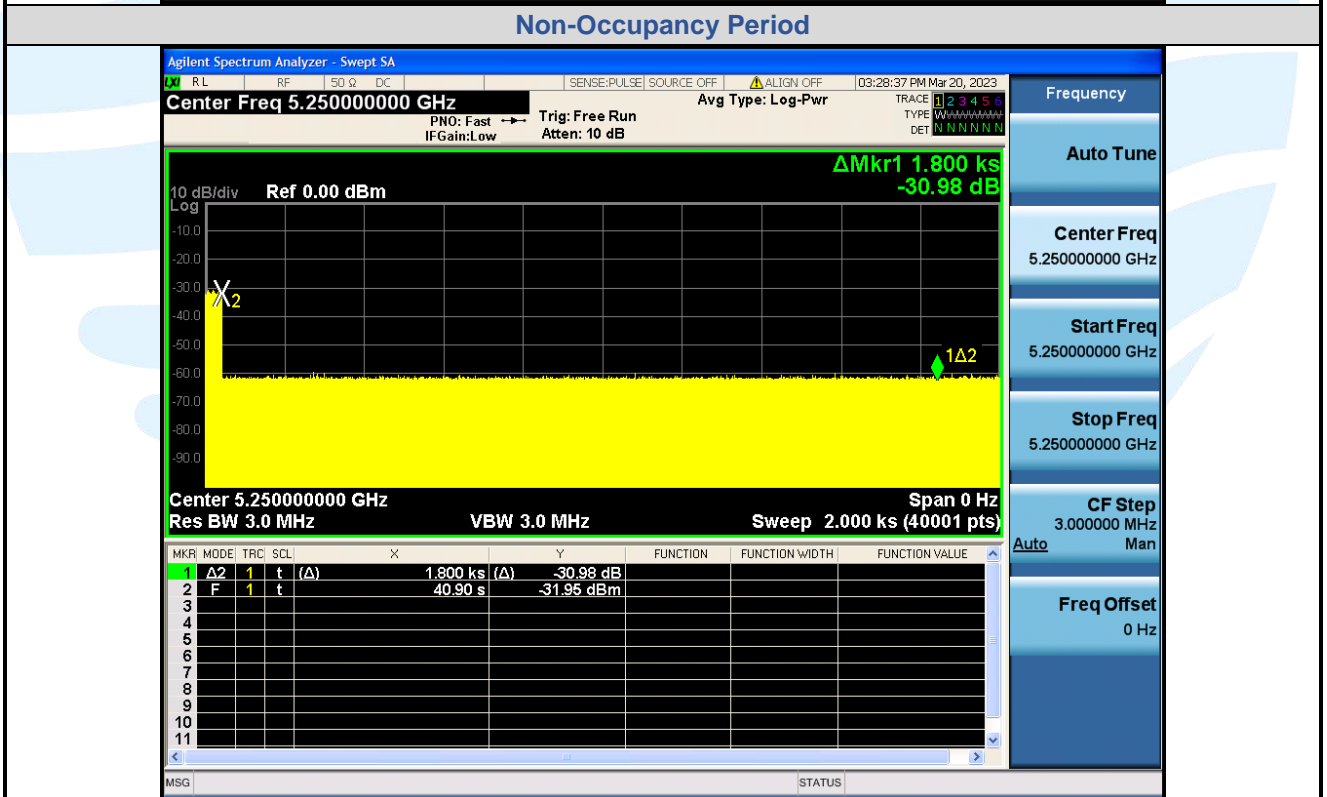 Non-Occupancy Period
Agilent Spectrum Analyzer - Swept SA
LXI RL RF 50 Ω DC SENSE:PULSE SOURCE OFF ⚠ALIGN OFF 03:28:37 PM Mar 20, 2023
Center Freq 5.250000000 GHz
PNO: Fast
IFGain:Low
Trig: Free Run
Atten: 10 dB
Avg Type: Log-Pwr
TRACE 1 2 3 4 5 6
TYPE W
DET N N N N N N
ΔMkr1 1.800 ks
-30.98 dB
10 dB/div Ref 0.00 dBm
Log
-10.0
-20.0
-30.0
-40.0
-50.0
-60.0
-70.0
-80.0
-90.0
X2
1Δ2
Center 5.250000000 GHz Span 0 Hz
Res BW 3.0 MHz VBW 3.0 MHz Sweep 2.000 ks (40001 pts)
MKR MODE TRC SCL X Y FUNCTION FUNCTION WIDTH FUNCTION VALUE
1 Δ2 1 t (Δ) 1.800 ks (Δ) -30.98 dB
2 F 1 t 40.90 s -31.95 dBm
3
4
5
6
7
8
9
10
11
MSG STATUS
Frequency
Auto Tune
Center Freq
5.250000000 GHz
Start Freq
5.250000000 GHz
Stop Freq
5.250000000 GHz
CF Step
3.000000 MHz
Auto Man
Freq Offset
0 Hz